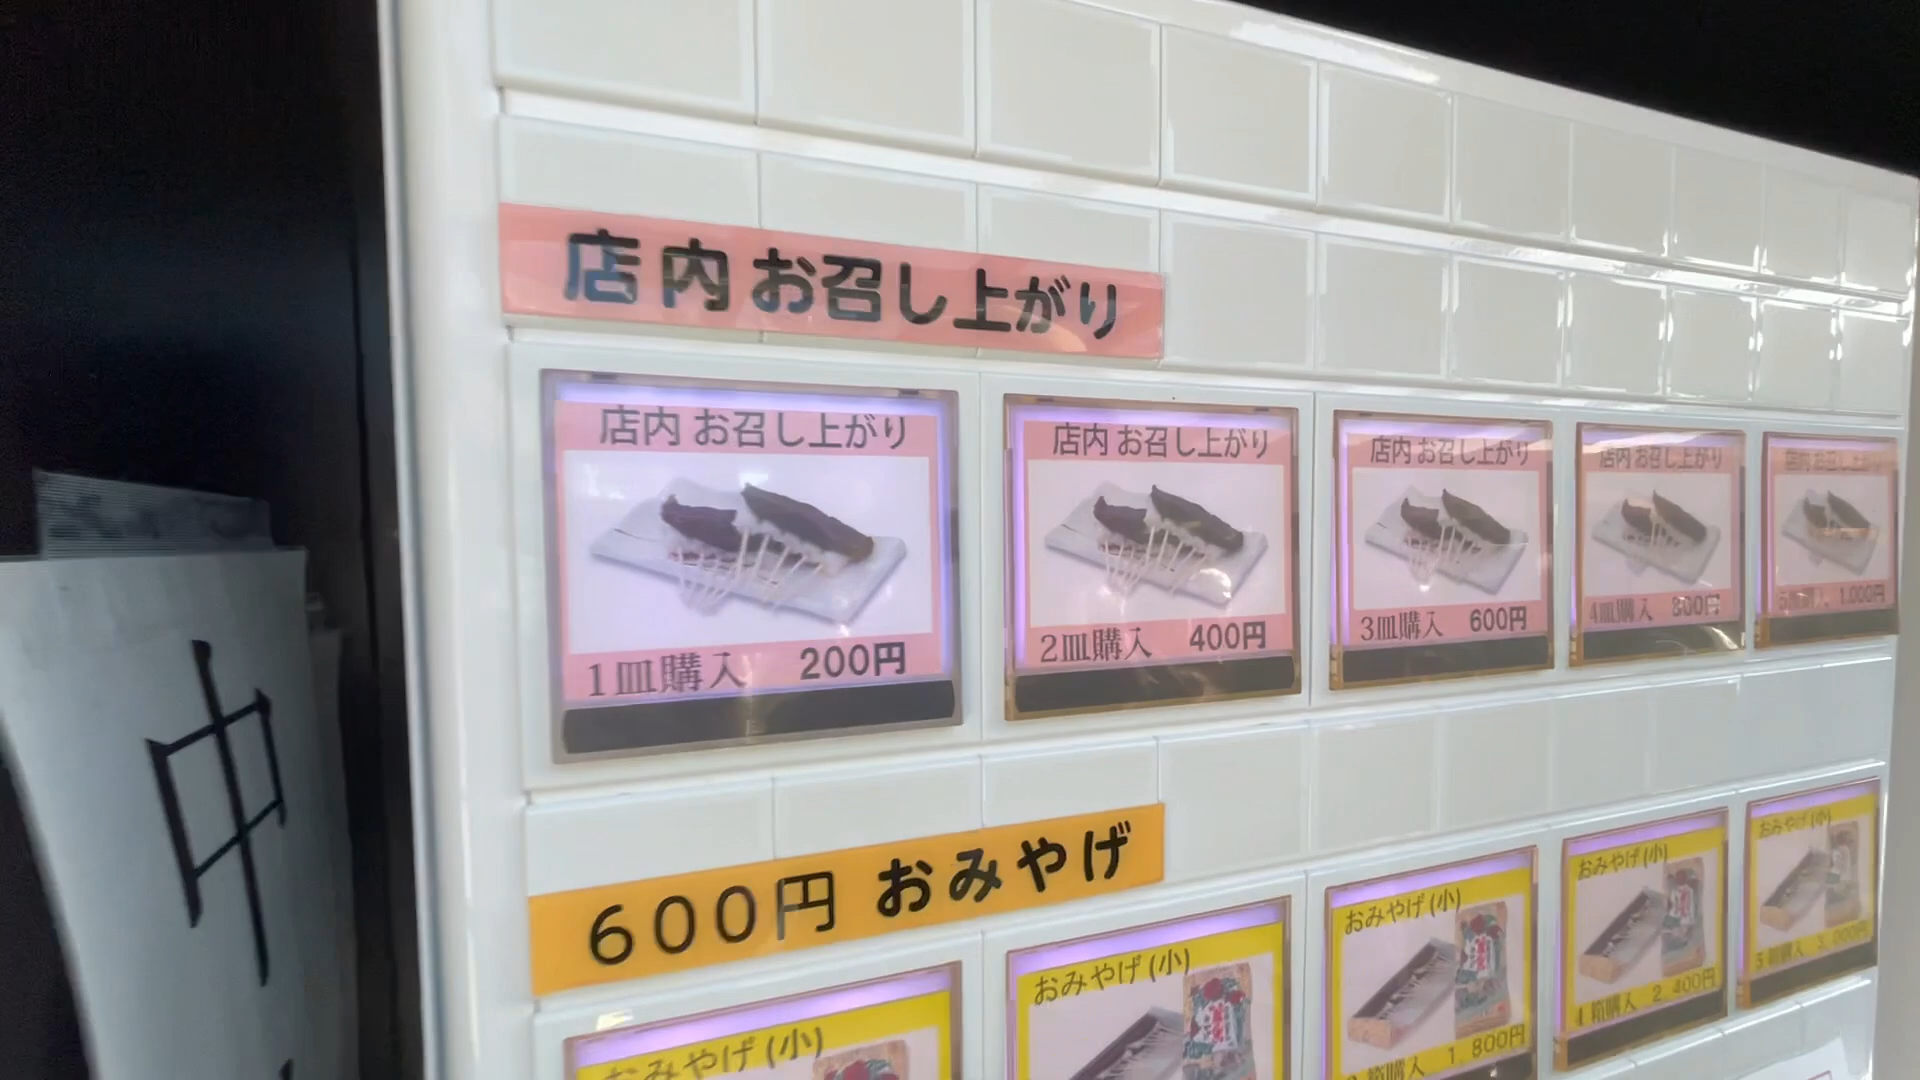 店内お召し上がり
店内 お召し上がり
1皿購入 200円
店内 お召し上がり
2皿購入 400円
店内 お召し上がり
3皿購入 600円
店内 お召し上がり
4皿購入 800円
店内 お召し上がり
5皿購入 1,000円
600円 おみやげ
おみやげ(小)
おみやげ(小)
おみやげ(小)
箱購入 1,800円
おみやげ(小)
4箱購入 2,400円
おみやげ(小)
5箱購入 3,000円
中